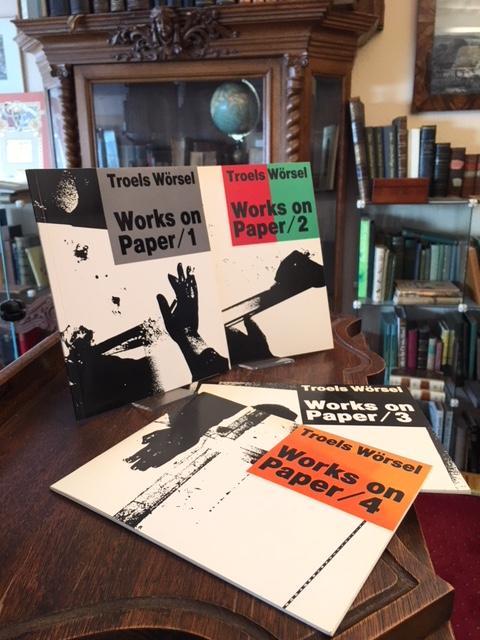 Troels Wörsel
Works on
Paper/1
Troels Wörsel
Works on
Paper/2
Troels Wörsel
Works on
Paper/3
Troels Wörsel
Works on
Paper/4